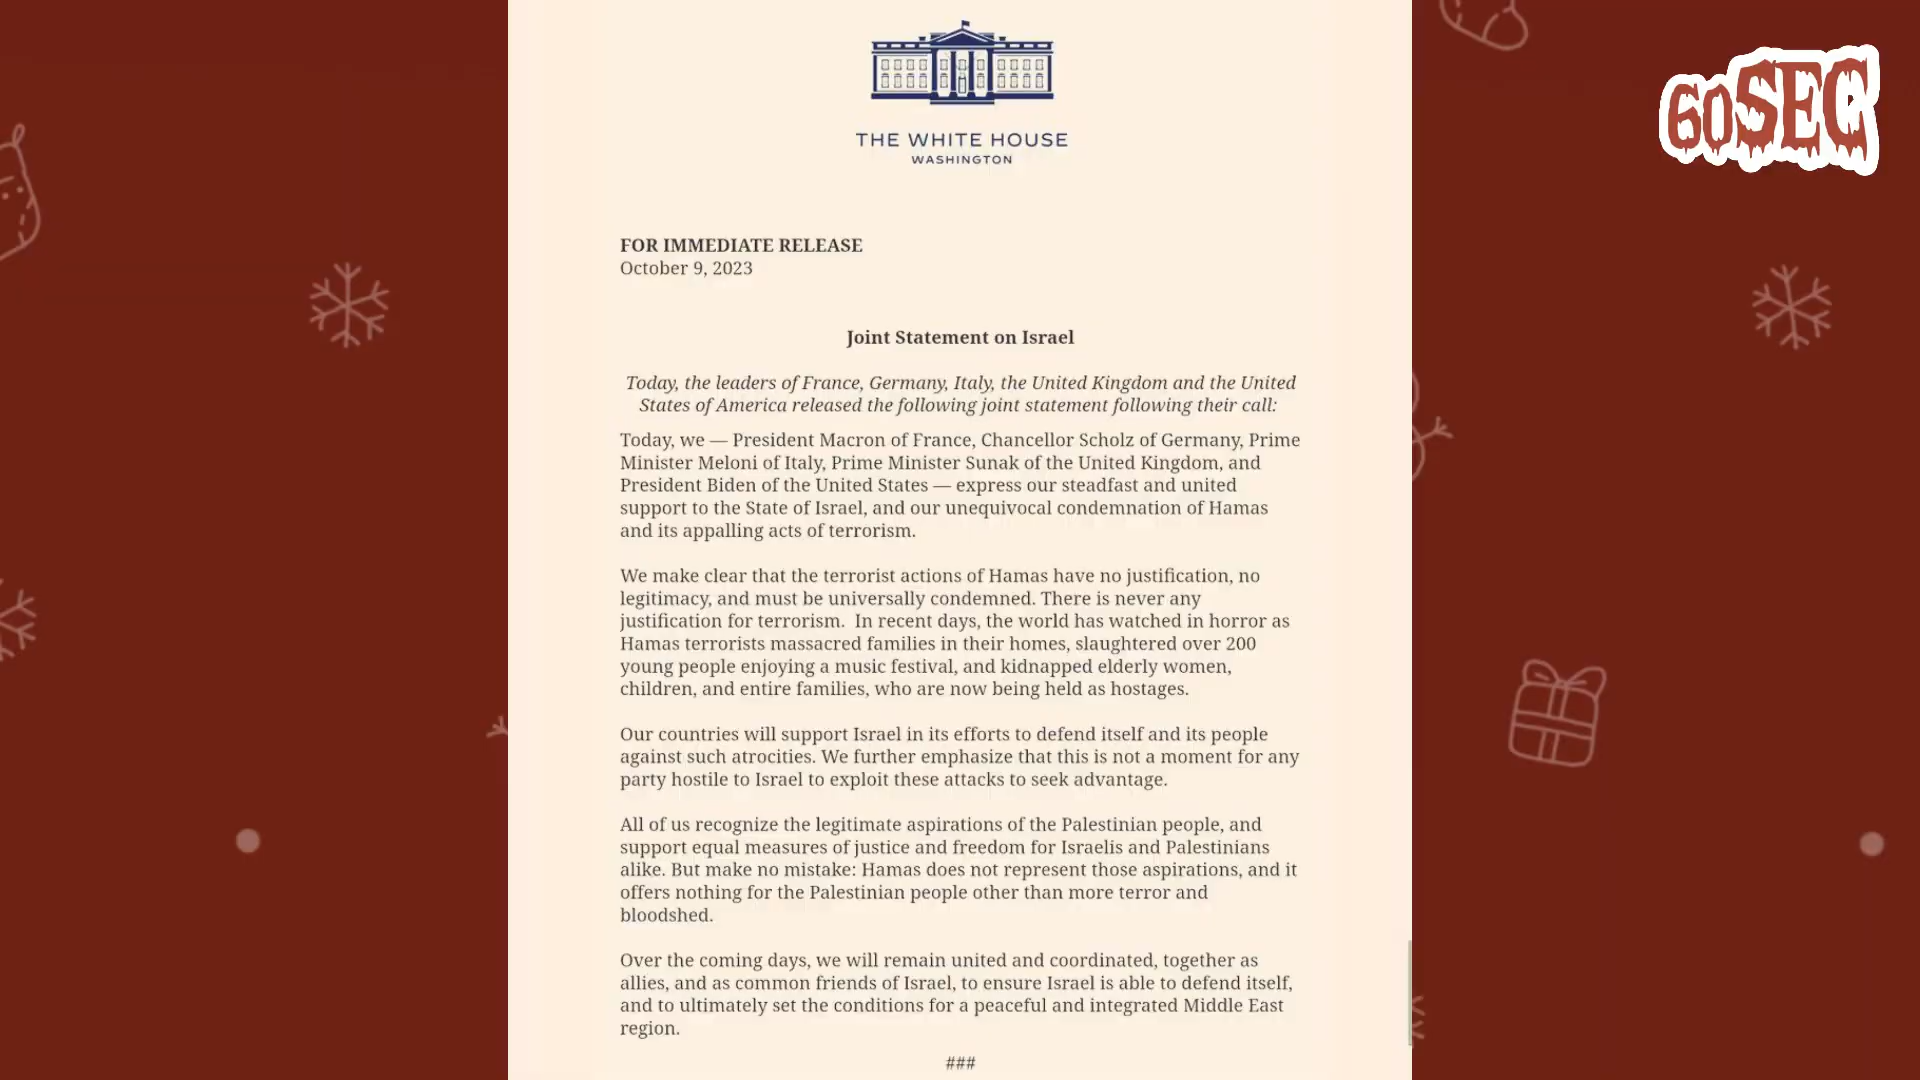 THE WHITE HOUSE
WASHINGTON
60SEC
FOR IMMEDIATE RELEASE
October 9, 2023
Joint Statement on Israel
Today, the leaders of France, Germany, Italy, the United Kingdom and the United
States of America released the following joint statement following their call:
Today, we — President Macron of France, Chancellor Scholz of Germany, Prime
Minister Meloni of Italy, Prime Minister Sunak of the United Kingdom, and
President Biden of the United States — express our steadfast and united
support to the State of Israel, and our unequivocal condemnation of Hamas
and its appalling acts of terrorism.
We make clear that the terrorist actions of Hamas have no justification, no
legitimacy, and must be universally condemned. There is never any
justification for terrorism.  In recent days, the world has watched in horror as
Hamas terrorists massacred families in their homes, slaughtered over 200
young people enjoying a music festival, and kidnapped elderly women,
children, and entire families, who are now being held as hostages.
Our countries will support Israel in its efforts to defend itself and its people
against such atrocities. We further emphasize that this is not a moment for any
party hostile to Israel to exploit these attacks to seek advantage.
All of us recognize the legitimate aspirations of the Palestinian people, and
support equal measures of justice and freedom for Israelis and Palestinians
alike. But make no mistake: Hamas does not represent those aspirations, and it
offers nothing for the Palestinian people other than more terror and
bloodshed.
Over the coming days, we will remain united and coordinated, together as
allies, and as common friends of Israel, to ensure Israel is able to defend itself,
and to ultimately set the conditions for a peaceful and integrated Middle East
region.
###